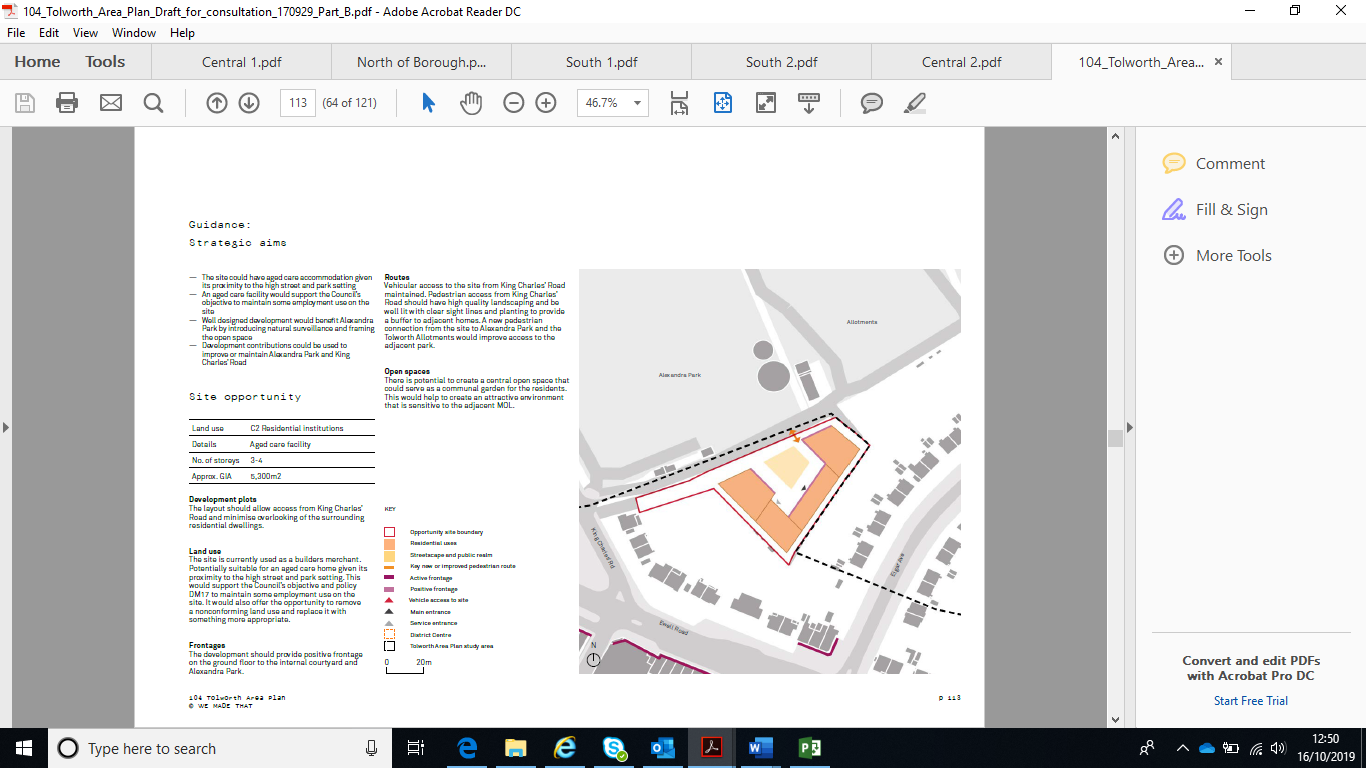 104_Tolworth_Area_Plan_Draft_for_consultation_170929_Part_B.pdf - Adobe Acrobat Reader DC
File Edit View Window Help
Home Tools Central 1.pdf North of Borough.p... South 1.pdf South 2.pdf Central 2.pdf 104_Tolworth_Area... ×
113 (64 of 121) 46.7%
Guidance:
Strategic aims
— The site could have aged care accommodation given
its proximity to the high street and park setting
— An aged care facility would support the Council's
objective to maintain some employment use on the
site
— Well designed development would benefit Alexandra
Park by introducing natural surveillance and framing
the open space
— Development contributions could be used to
improve or maintain Alexandra Park and King
Charles' Road
Site opportunity
Land use C2 Residential institutions
Details Aged care facility
No. of storeys 3-4
Approx. GIA 5,300m2
Development plots
The layout should allow access from King Charles'
Road and minimise overlooking of the surrounding
residential dwellings.
Land use
The site is currently used as a builders merchant.
Potentially suitable for an aged care home given its
proximity to the high street and park setting. This
would support the Council's objective and policy
DM17 to maintain some employment use on the
site. It would also offer the opportunity to remove
a nonconforming land use and replace it with
something more appropriate.
Frontages
The development should provide positive frontage
on the ground floor to the internal courtyard and
Alexandra Park.
Routes
Vehicular access to the site from King Charles' Road
maintained. Pedestrian access from King Charles'
Road should have high quality landscaping and be
well lit with clear sight lines and planting to provide
a buffer to adjacent homes. A new pedestrian
connection from the site to Alexandra Park and the
Tolworth Allotments would improve access to the
adjacent park.
Open spaces
There is potential to create a central open space that
could serve as a communal garden for the residents.
This would help to create an attractive environment
that is sensitive to the adjacent MOL.
KEY
Opportunity site boundary
Residential uses
Streetscape and public realm
Key new or improved pedestrian route
Active frontage
Positive frontage
Vehicle access to site
Main entrance
Service entrance
District Centre
Tolworth Area Plan study area
0 20m
Allotments
Alexandra Park
King Charles' Rd
Elgar Ave
Ewell Road
N
104 Tolworth Area Plan
© WE MADE THAT
p 113
Comment
Fill & Sign
More Tools
Convert and edit PDFs
with Acrobat Pro DC
Start Free Trial
Type here to search
12:50
16/10/2019